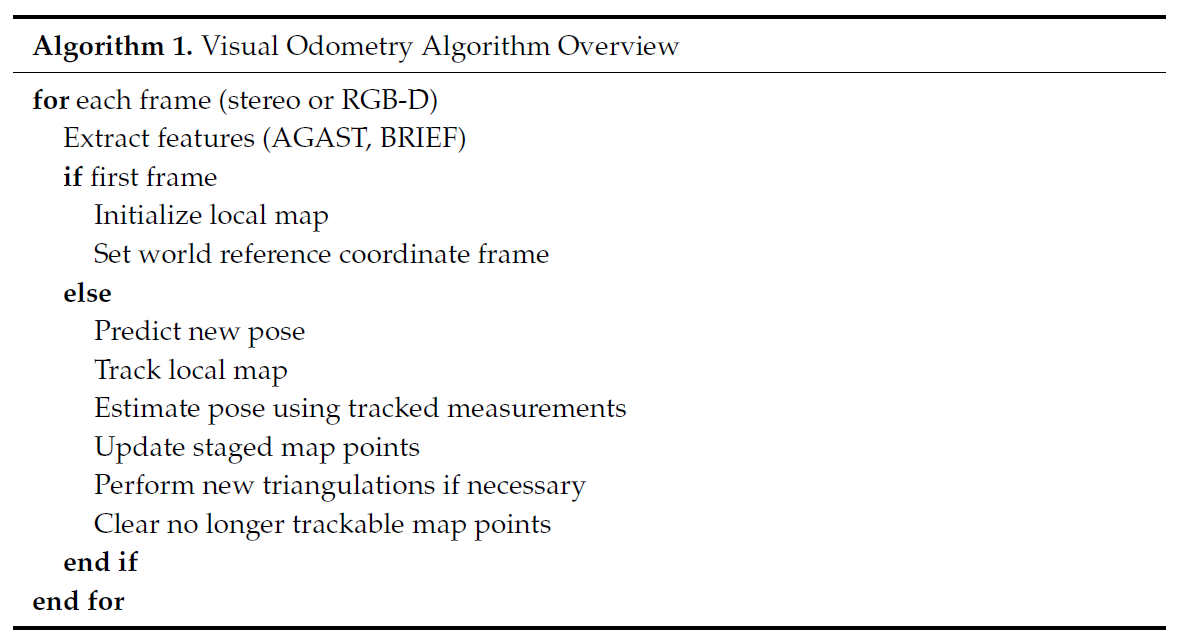 Algorithm 1. Visual Odometry Algorithm Overview
for each frame (stereo or RGB-D)
Extract features (AGAST, BRIEF)
if first frame
Initialize local map
Set world reference coordinate frame
else
Predict new pose
Track local map
Estimate pose using tracked measurements
Update staged map points
Perform new triangulations if necessary
Clear no longer trackable map points
end if
end for